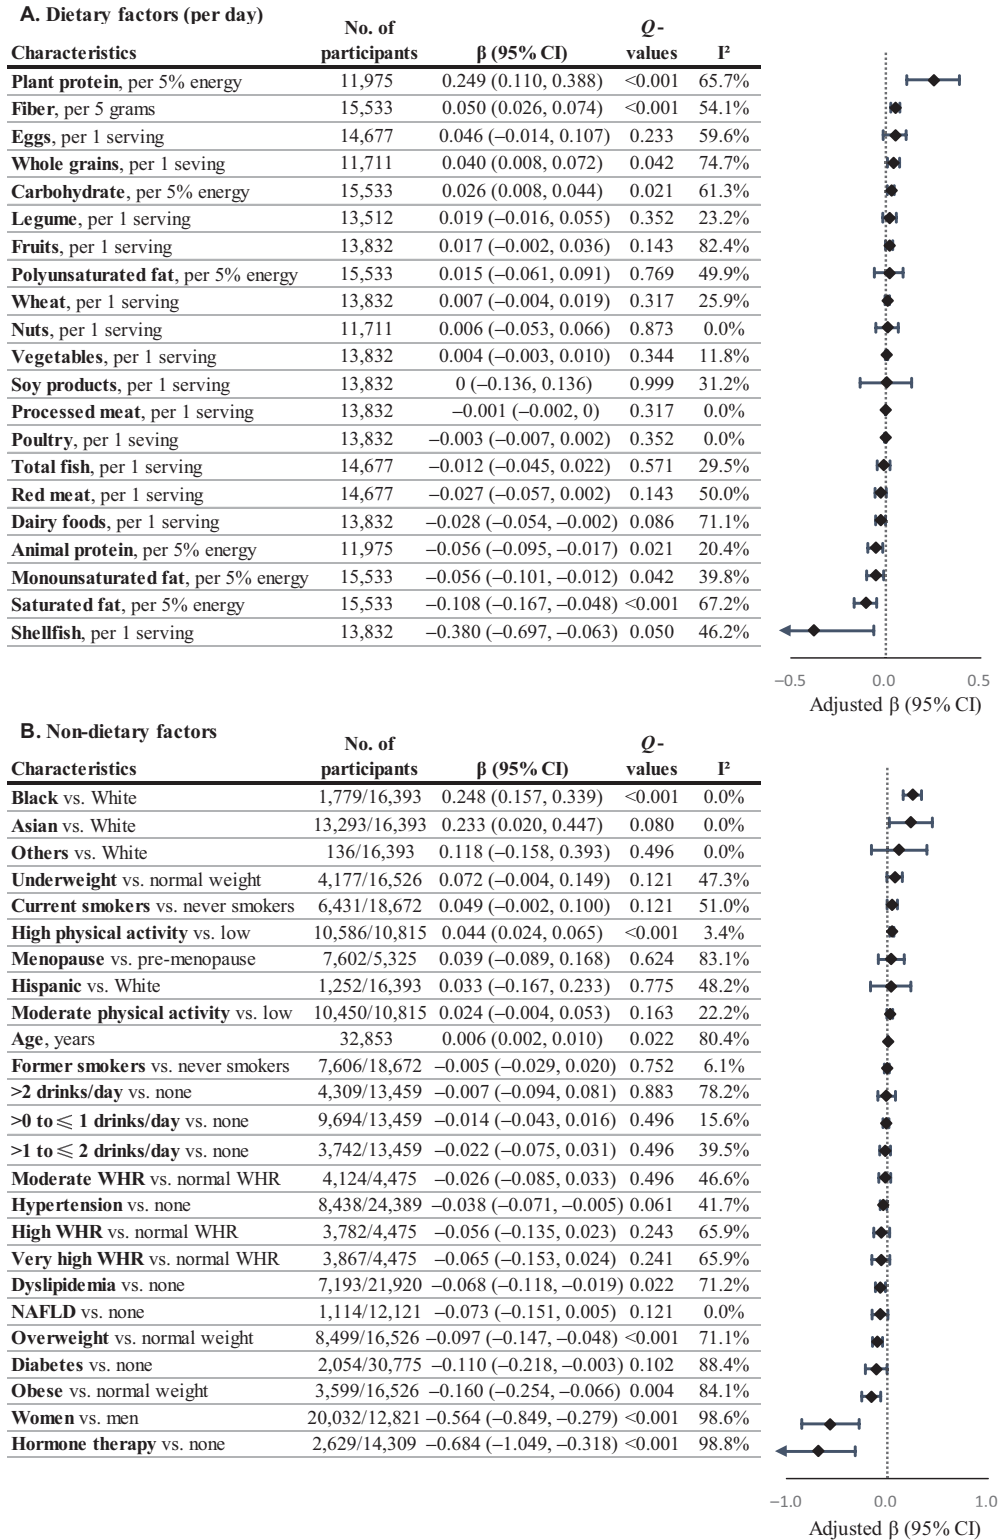 A. Dietary factors (per day)
No. of Q-
Characteristics participants β (95% CI) values I²
Plant protein, per 5% energy 11,975 0.249 (0.110, 0.388) <0.001 65.7%
Fiber, per 5 grams 15,533 0.050 (0.026, 0.074) <0.001 54.1%
Eggs, per 1 serving 14,677 0.046 (−0.014, 0.107) 0.233 59.6%
Whole grains, per 1 seving 11,711 0.040 (0.008, 0.072) 0.042 74.7%
Carbohydrate, per 5% energy 15,533 0.026 (0.008, 0.044) 0.021 61.3%
Legume, per 1 serving 13,512 0.019 (−0.016, 0.055) 0.352 23.2%
Fruits, per 1 serving 13,832 0.017 (−0.002, 0.036) 0.143 82.4%
Polyunsaturated fat, per 5% energy 15,533 0.015 (−0.061, 0.091) 0.769 49.9%
Wheat, per 1 serving 13,832 0.007 (−0.004, 0.019) 0.317 25.9%
Nuts, per 1 serving 11,711 0.006 (−0.053, 0.066) 0.873 0.0%
Vegetables, per 1 serving 13,832 0.004 (−0.003, 0.010) 0.344 11.8%
Soy products, per 1 serving 13,832 0 (−0.136, 0.136) 0.999 31.2%
Processed meat, per 1 serving 13,832 −0.001 (−0.002, 0) 0.317 0.0%
Poultry, per 1 seving 13,832 −0.003 (−0.007, 0.002) 0.352 0.0%
Total fish, per 1 serving 14,677 −0.012 (−0.045, 0.022) 0.571 29.5%
Red meat, per 1 serving 14,677 −0.027 (−0.057, 0.002) 0.143 50.0%
Dairy foods, per 1 serving 13,832 −0.028 (−0.054, −0.002) 0.086 71.1%
Animal protein, per 5% energy 11,975 −0.056 (−0.095, −0.017) 0.021 20.4%
Monounsaturated fat, per 5% energy 15,533 −0.056 (−0.101, −0.012) 0.042 39.8%
Saturated fat, per 5% energy 15,533 −0.108 (−0.167, −0.048) <0.001 67.2%
Shellfish, per 1 serving 13,832 −0.380 (−0.697, −0.063) 0.050 46.2%
−0.5 0.0 0.5
Adjusted β (95% CI)
B. Non-dietary factors
No. of Q-
Characteristics participants β (95% CI) values I²
Black vs. White 1,779/16,393 0.248 (0.157, 0.339) <0.001 0.0%
Asian vs. White 13,293/16,393 0.233 (0.020, 0.447) 0.080 0.0%
Others vs. White 136/16,393 0.118 (−0.158, 0.393) 0.496 0.0%
Underweight vs. normal weight 4,177/16,526 0.072 (−0.004, 0.149) 0.121 47.3%
Current smokers vs. never smokers 6,431/18,672 0.049 (−0.002, 0.100) 0.121 51.0%
High physical activity vs. low 10,586/10,815 0.044 (0.024, 0.065) <0.001 3.4%
Menopause vs. pre-menopause 7,602/5,325 0.039 (−0.089, 0.168) 0.624 83.1%
Hispanic vs. White 1,252/16,393 0.033 (−0.167, 0.233) 0.775 48.2%
Moderate physical activity vs. low 10,450/10,815 0.024 (−0.004, 0.053) 0.163 22.2%
Age, years 32,853 0.006 (0.002, 0.010) 0.022 80.4%
Former smokers vs. never smokers 7,606/18,672 −0.005 (−0.029, 0.020) 0.752 6.1%
>2 drinks/day vs. none 4,309/13,459 −0.007 (−0.094, 0.081) 0.883 78.2%
>0 to ⩽ 1 drinks/day vs. none 9,694/13,459 −0.014 (−0.043, 0.016) 0.496 15.6%
>1 to ⩽ 2 drinks/day vs. none 3,742/13,459 −0.022 (−0.075, 0.031) 0.496 39.5%
Moderate WHR vs. normal WHR 4,124/4,475 −0.026 (−0.085, 0.033) 0.496 46.6%
Hypertension vs. none 8,438/24,389 −0.038 (−0.071, −0.005) 0.061 41.7%
High WHR vs. normal WHR 3,782/4,475 −0.056 (−0.135, 0.023) 0.243 65.9%
Very high WHR vs. normal WHR 3,867/4,475 −0.065 (−0.153, 0.024) 0.241 65.9%
Dyslipidemia vs. none 7,193/21,920 −0.068 (−0.118, −0.019) 0.022 71.2%
NAFLD vs. none 1,114/12,121 −0.073 (−0.151, 0.005) 0.121 0.0%
Overweight vs. normal weight 8,499/16,526 −0.097 (−0.147, −0.048) <0.001 71.1%
Diabetes vs. none 2,054/30,775 −0.110 (−0.218, −0.003) 0.102 88.4%
Obese vs. normal weight 3,599/16,526 −0.160 (−0.254, −0.066) 0.004 84.1%
Women vs. men 20,032/12,821 −0.564 (−0.849, −0.279) <0.001 98.6%
Hormone therapy vs. none 2,629/14,309 −0.684 (−1.049, −0.318) <0.001 98.8%
−1.0 0.0 1.0
Adjusted β (95% CI)